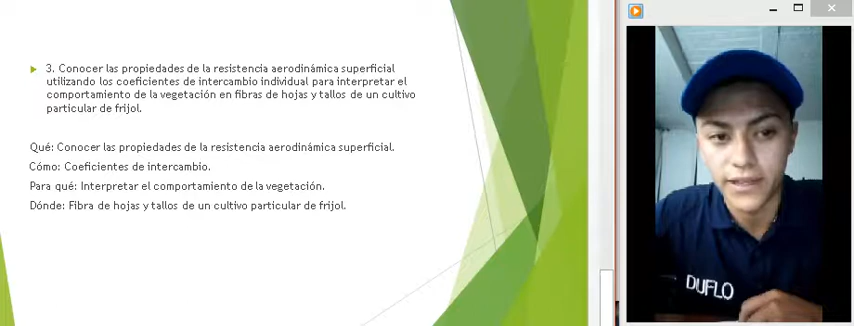 3. Conocer las propiedades de la resistencia aerodinámica superficial
utilizando los coeficientes de intercambio individual para interpretar el
comportamiento de la vegetación en fibras de hojas y tallos de un cultivo
particular de frijol.
Qué: Conocer las propiedades de la resistencia aerodinámica superficial.
Cómo: Coeficientes de intercambio.
Para qué: Interpretar el comportamiento de la vegetación.
Dónde: Fibra de hojas y tallos de un cultivo particular de frijol.
DUFLO